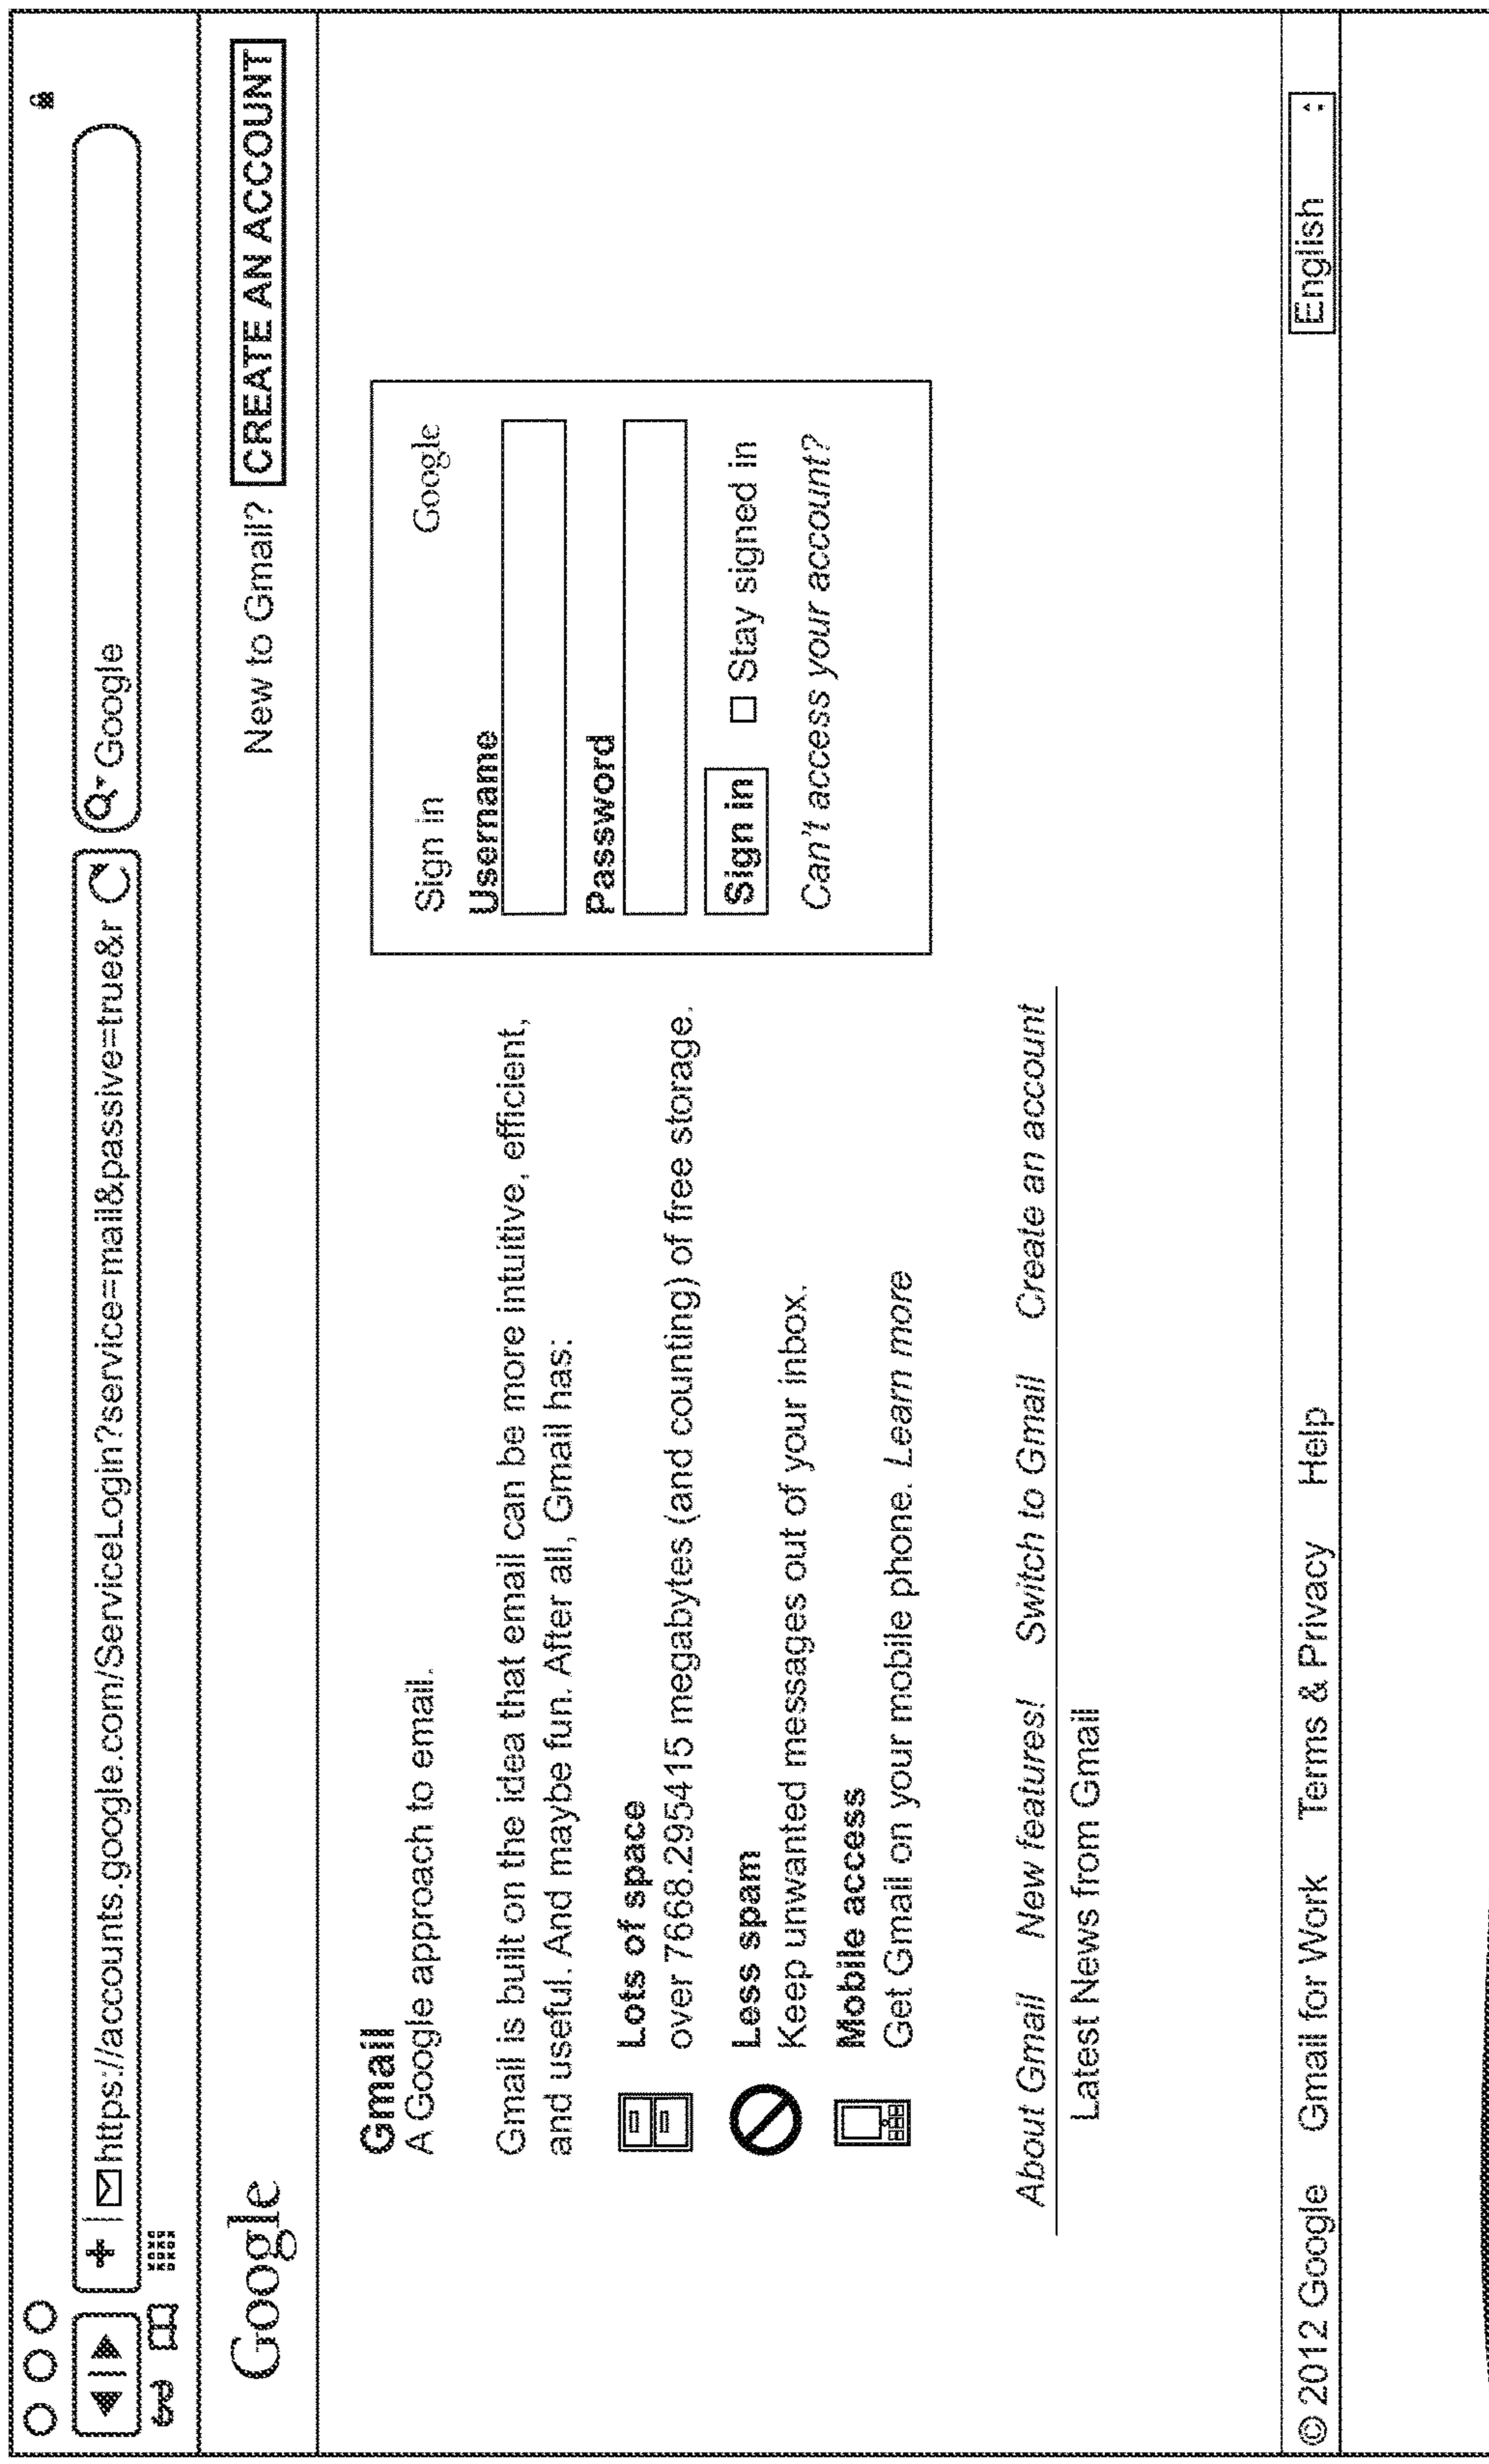 https://accounts.google.com/ServiceLogin?service=mail&passive=true&r
Google
Google
New to Gmail? CREATE AN ACCOUNT
Gmail
A Google approach to email.
Gmail is built on the idea that email can be more intuitive, efficient,
and useful. And maybe fun. After all, Gmail has:
Lots of space
over 7668.295415 megabytes (and counting) of free storage.
Less spam
Keep unwanted messages out of your inbox.
Mobile access
Get Gmail on your mobile phone. Learn more
About Gmail New features! Switch to Gmail Create an account
Latest News from Gmail
Sign in Google
Username
Password
Sign in Stay signed in
Can't access your account?
© 2012 Google Gmail for Work Terms & Privacy Help English